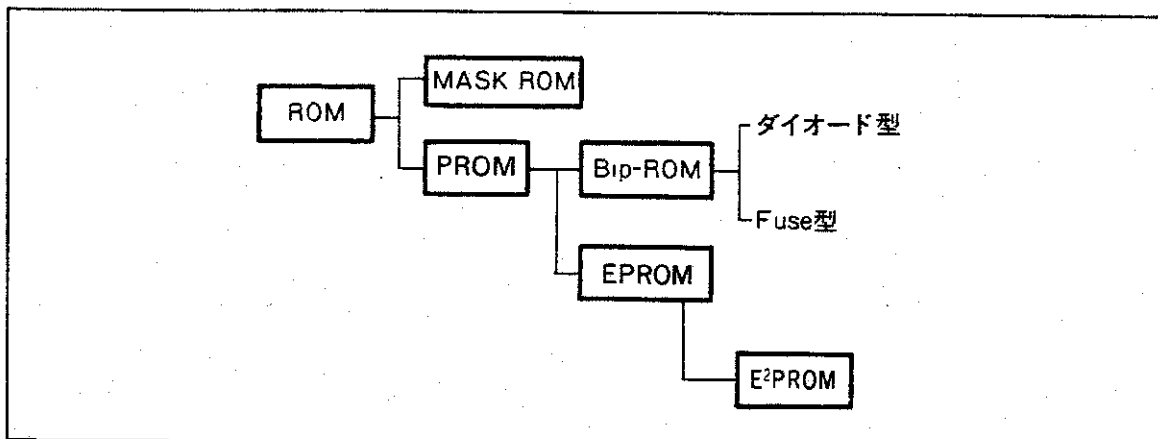 ROM
MASK ROM
PROM
Bip-ROM
ダイオード型
Fuse型
EPROM
E²PROM